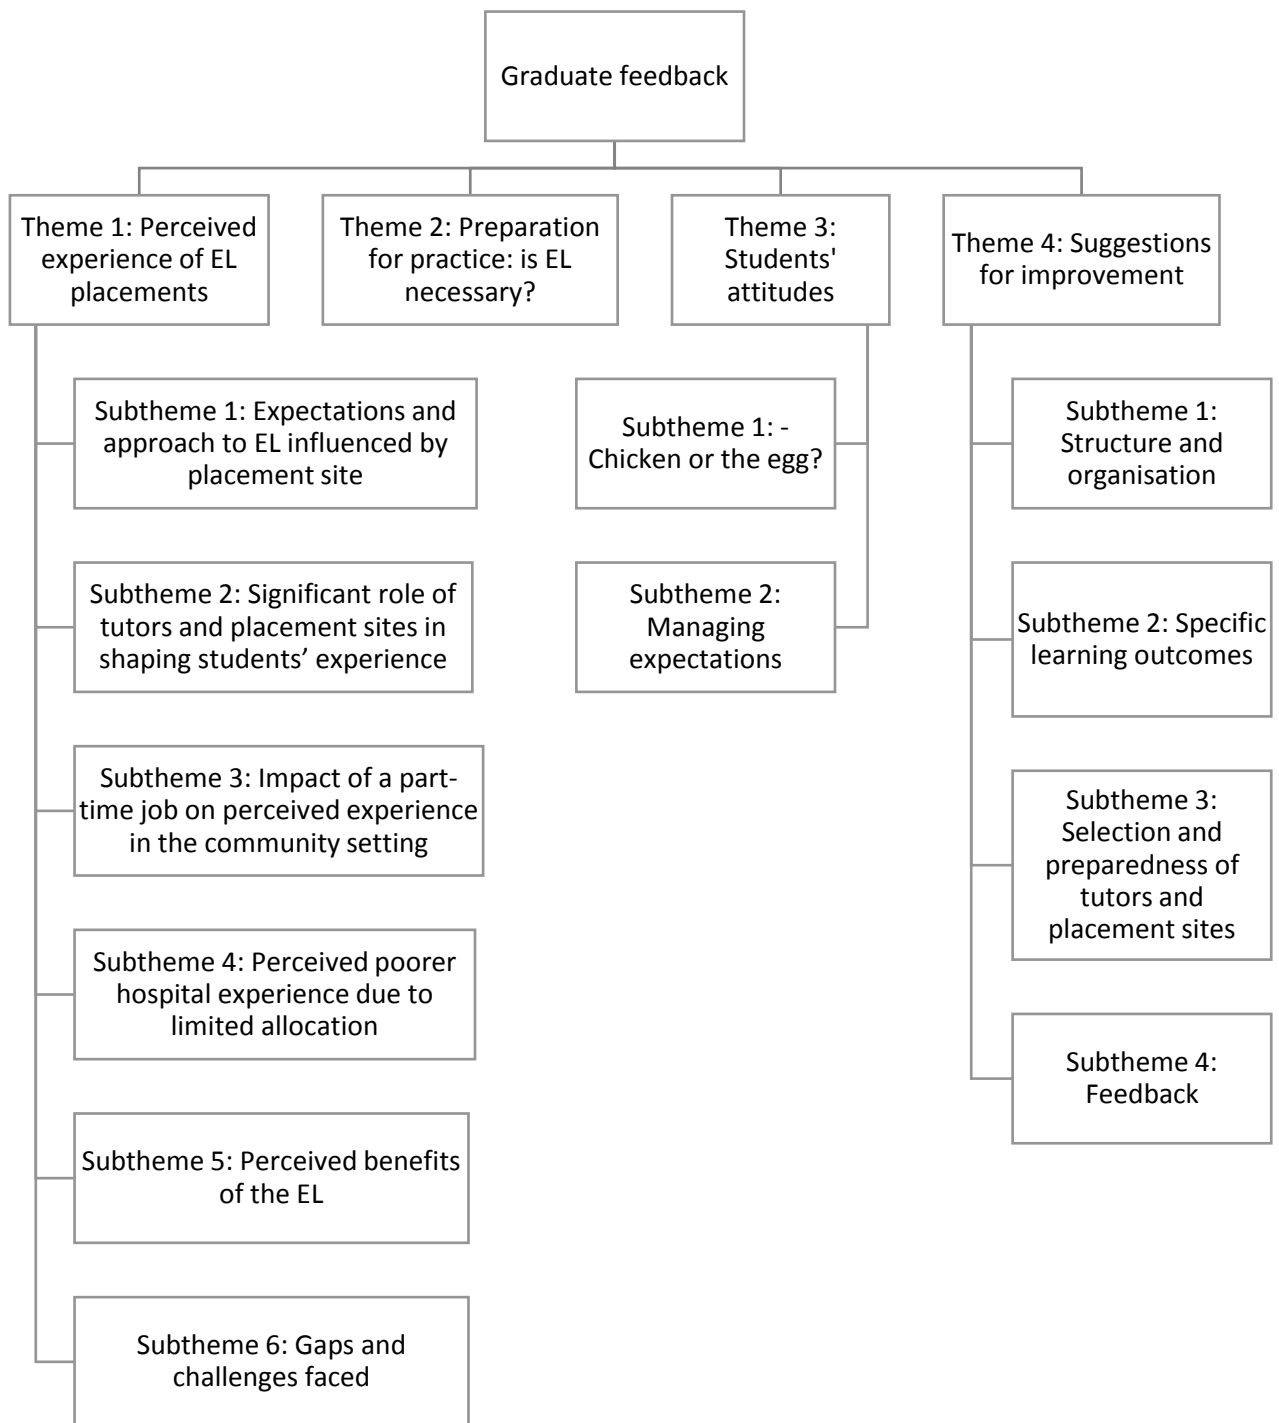 Graduate feedback
Theme 1: Perceived
experience of EL
placements
Theme 2: Preparation
for practice: is EL
necessary?
Theme 3:
Students'
attitudes
Theme 4: Suggestions
for improvement
Subtheme 1: Expectations and
approach to EL influenced by
placement site
Subtheme 2: Significant role of
tutors and placement sites in
shaping students’ experience
Subtheme 3: Impact of a part-
time job on perceived experience
in the community setting
Subtheme 4: Perceived poorer
hospital experience due to
limited allocation
Subtheme 5: Perceived benefits
of the EL
Subtheme 6: Gaps and
challenges faced
Subtheme 1: -
Chicken or the egg?
Subtheme 2:
Managing
expectations
Subtheme 1:
Structure and
organisation
Subtheme 2: Specific
learning outcomes
Subtheme 3:
Selection and
preparedness of
tutors and
placement sites
Subtheme 4:
Feedback